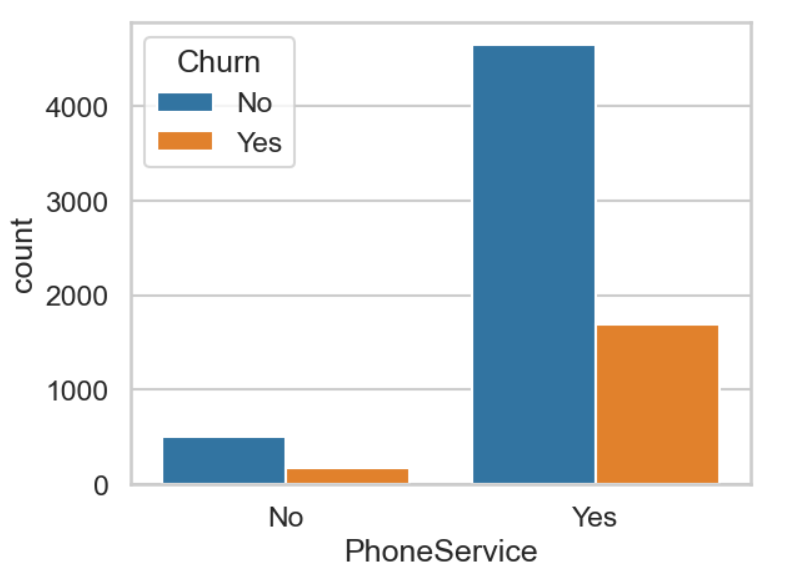 Churn
No
Yes
4000
3000
2000
1000
0
count
No Yes
PhoneService